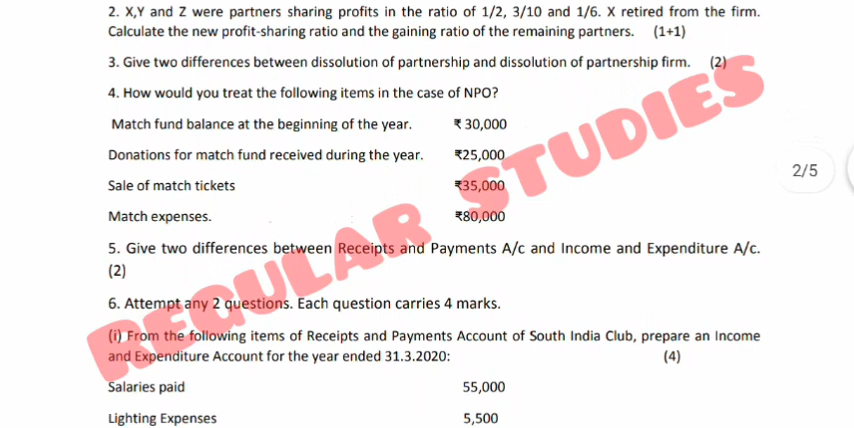 2. X,Y and Z were partners sharing profits in the ratio of 1/2, 3/10 and 1/6. X retired from the firm.
Calculate the new profit-sharing ratio and the gaining ratio of the remaining partners. (1+1)
3. Give two differences between dissolution of partnership and dissolution of partnership firm. (2)
4. How would you treat the following items in the case of NPO?
Match fund balance at the beginning of the year. ₹ 30,000
Donations for match fund received during the year. ₹25,000
2/5
Sale of match tickets ₹35,000
Match expenses. ₹80,000
5. Give two differences between Receipts and Payments A/c and Income and Expenditure A/c.
(2)
6. Attempt any 2 questions. Each question carries 4 marks.
(i) From the following items of Receipts and Payments Account of South India Club, prepare an Income
and Expenditure Account for the year ended 31.3.2020: (4)
Salaries paid 55,000
Lighting Expenses 5,500
REGULAR STUDIES